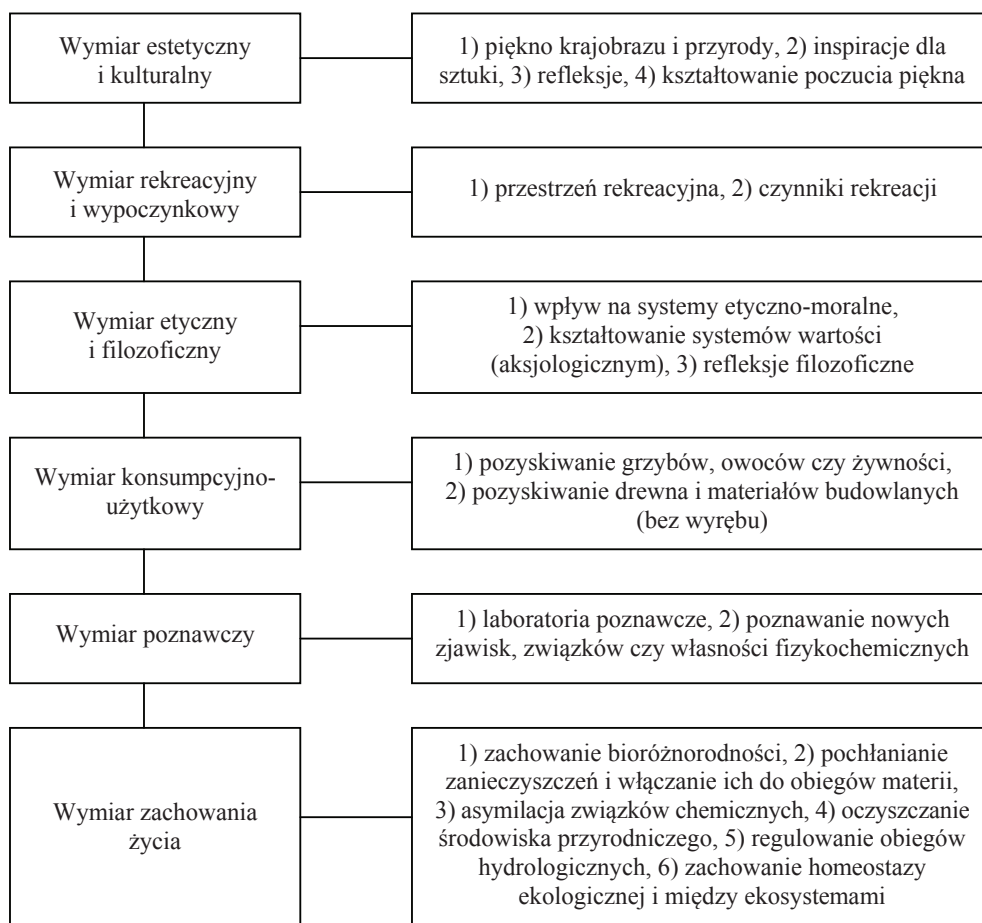 Wymiar estetyczny
i kulturalny
1) piękno krajobrazu i przyrody, 2) inspiracje dla
sztuki, 3) refleksje, 4) kształtowanie poczucia piękna
Wymiar rekreacyjny
i wypoczynkowy
1) przestrzeń rekreacyjna, 2) czynniki rekreacji
Wymiar etyczny
i filozoficzny
1) wpływ na systemy etyczno-moralne,
2) kształtowanie systemów wartości
(aksjologicznym), 3) refleksje filozoficzne
Wymiar konsumpcyjno-
użytkowy
1) pozyskiwanie grzybów, owoców czy żywności,
2) pozyskiwanie drewna i materiałów budowlanych
(bez wyrębu)
Wymiar poznawczy
1) laboratoria poznawcze, 2) poznawanie nowych
zjawisk, związków czy własności fizykochemicznych
Wymiar zachowania
życia
1) zachowanie bioróżnorodności, 2) pochłanianie
zanieczyszczeń i włączanie ich do obiegów materii,
3) asymilacja związków chemicznych, 4) oczyszczanie
środowiska przyrodniczego, 5) regulowanie obiegów
hydrologicznych, 6) zachowanie homeostazy
ekologicznej i między ekosystemami